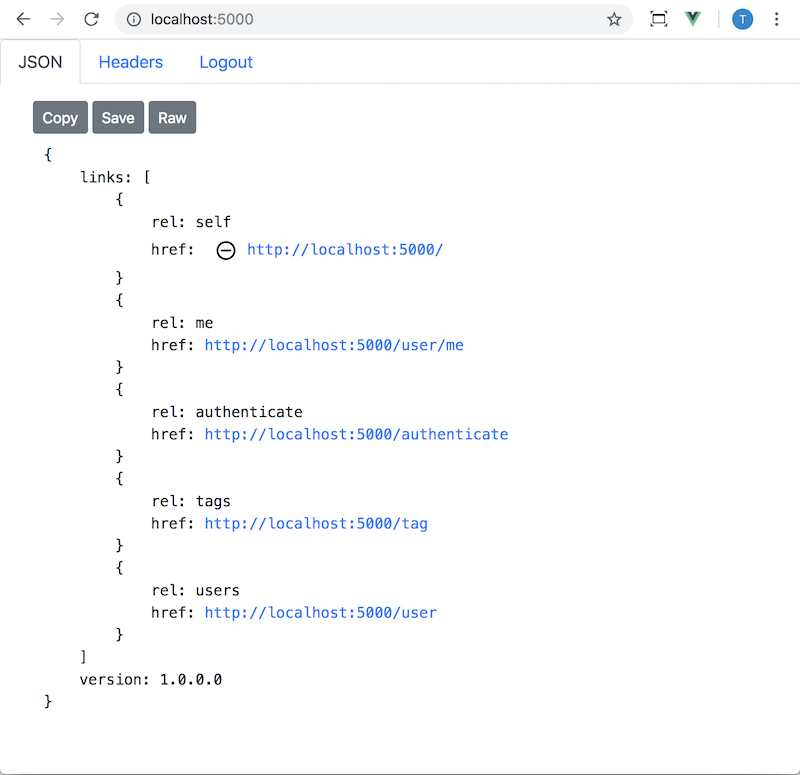 localhost:5000
T
JSON Headers Logout
Copy Save Raw
{
links: [
{
rel: self
href: http://localhost:5000/
}
{
rel: me
href: http://localhost:5000/user/me
}
{
rel: authenticate
href: http://localhost:5000/authenticate
}
{
rel: tags
href: http://localhost:5000/tag
}
{
rel: users
href: http://localhost:5000/user
}
]
version: 1.0.0.0
}